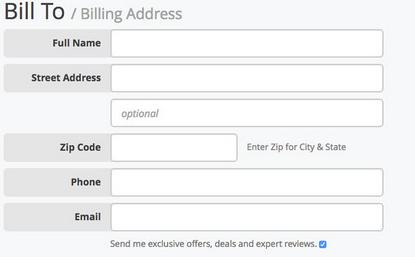 Bill To / Billing Address
Full Name
Street Address
optional
Zip Code Enter Zip for City & State
Phone
Email
Send me exclusive offers, deals and expert reviews.